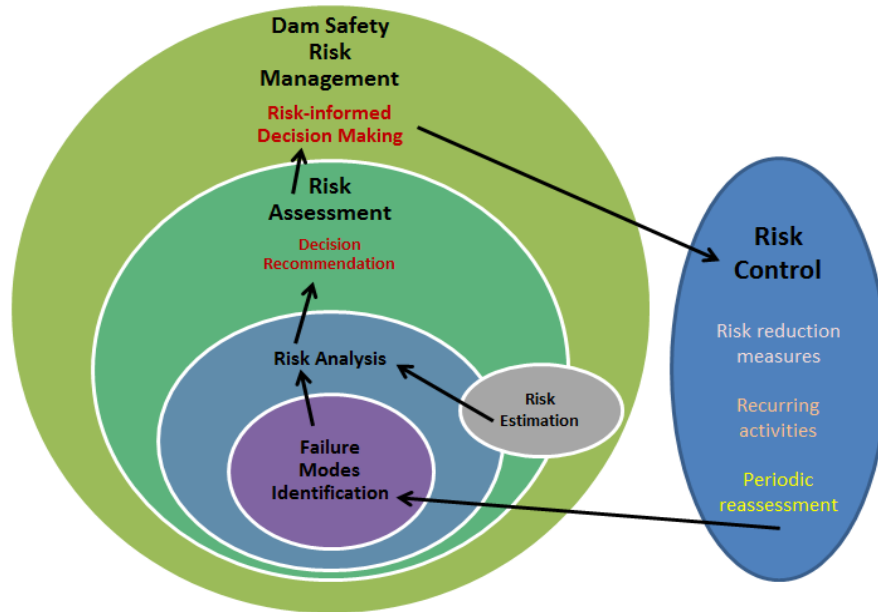 Dam Safety
Risk
Management
Risk-informed
Decision Making
Risk
Assessment
Decision
Recommendation
Risk Analysis
Risk
Estimation
Failure
Modes
Identification
Risk
Control
Risk reduction
measures
Recurring
activities
Periodic
reassessment